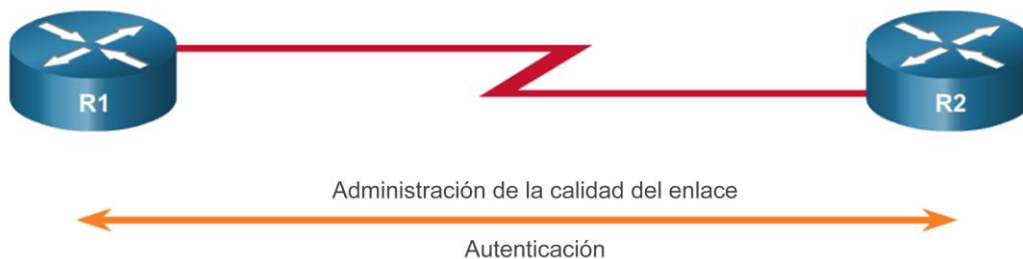 R1
R2
Administración de la calidad del enlace
Autenticación